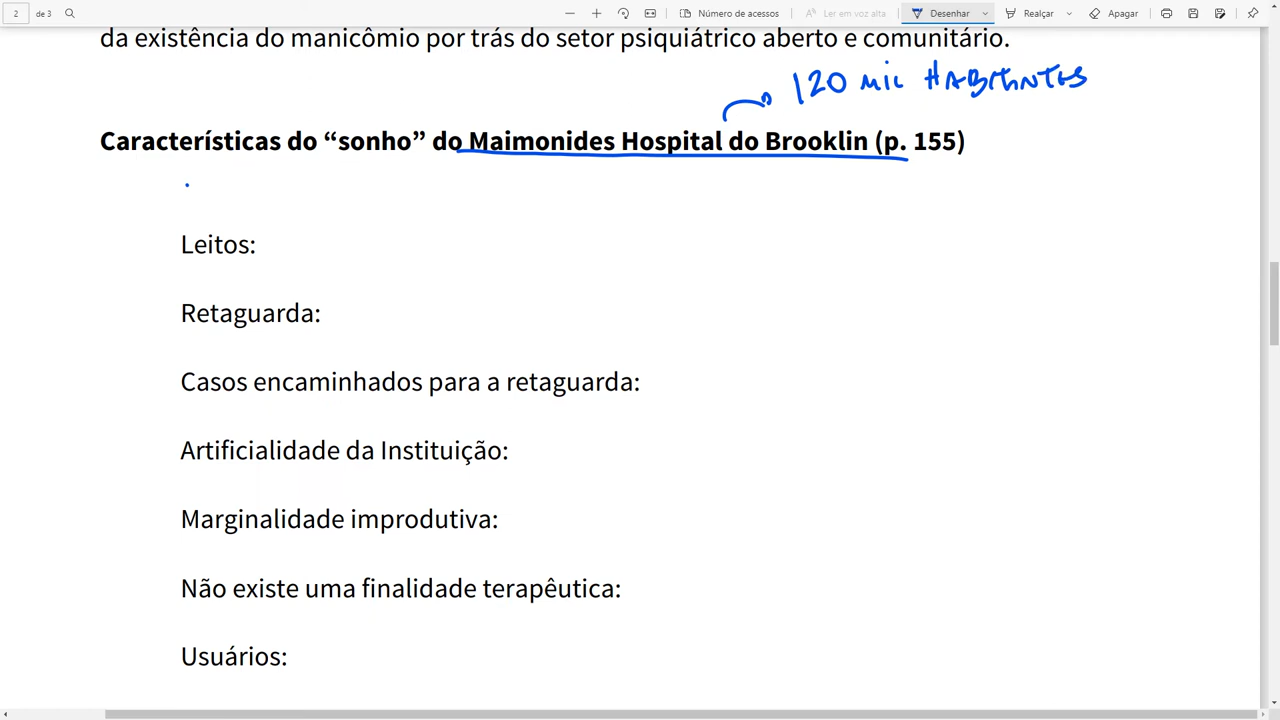 2 de 3 Número de acessos Ler em voz alta Desenhar Realçar Apagar
da existência do manicômio por trás do setor psiquiátrico aberto e comunitário.
120 MIL HABITANTES
Características do “sonho” do Maimonides Hospital do Brooklin (p. 155)
Leitos:
Retaguarda:
Casos encaminhados para a retaguarda:
Artificialidade da Instituição:
Marginalidade improdutiva:
Não existe uma finalidade terapêutica:
Usuários: